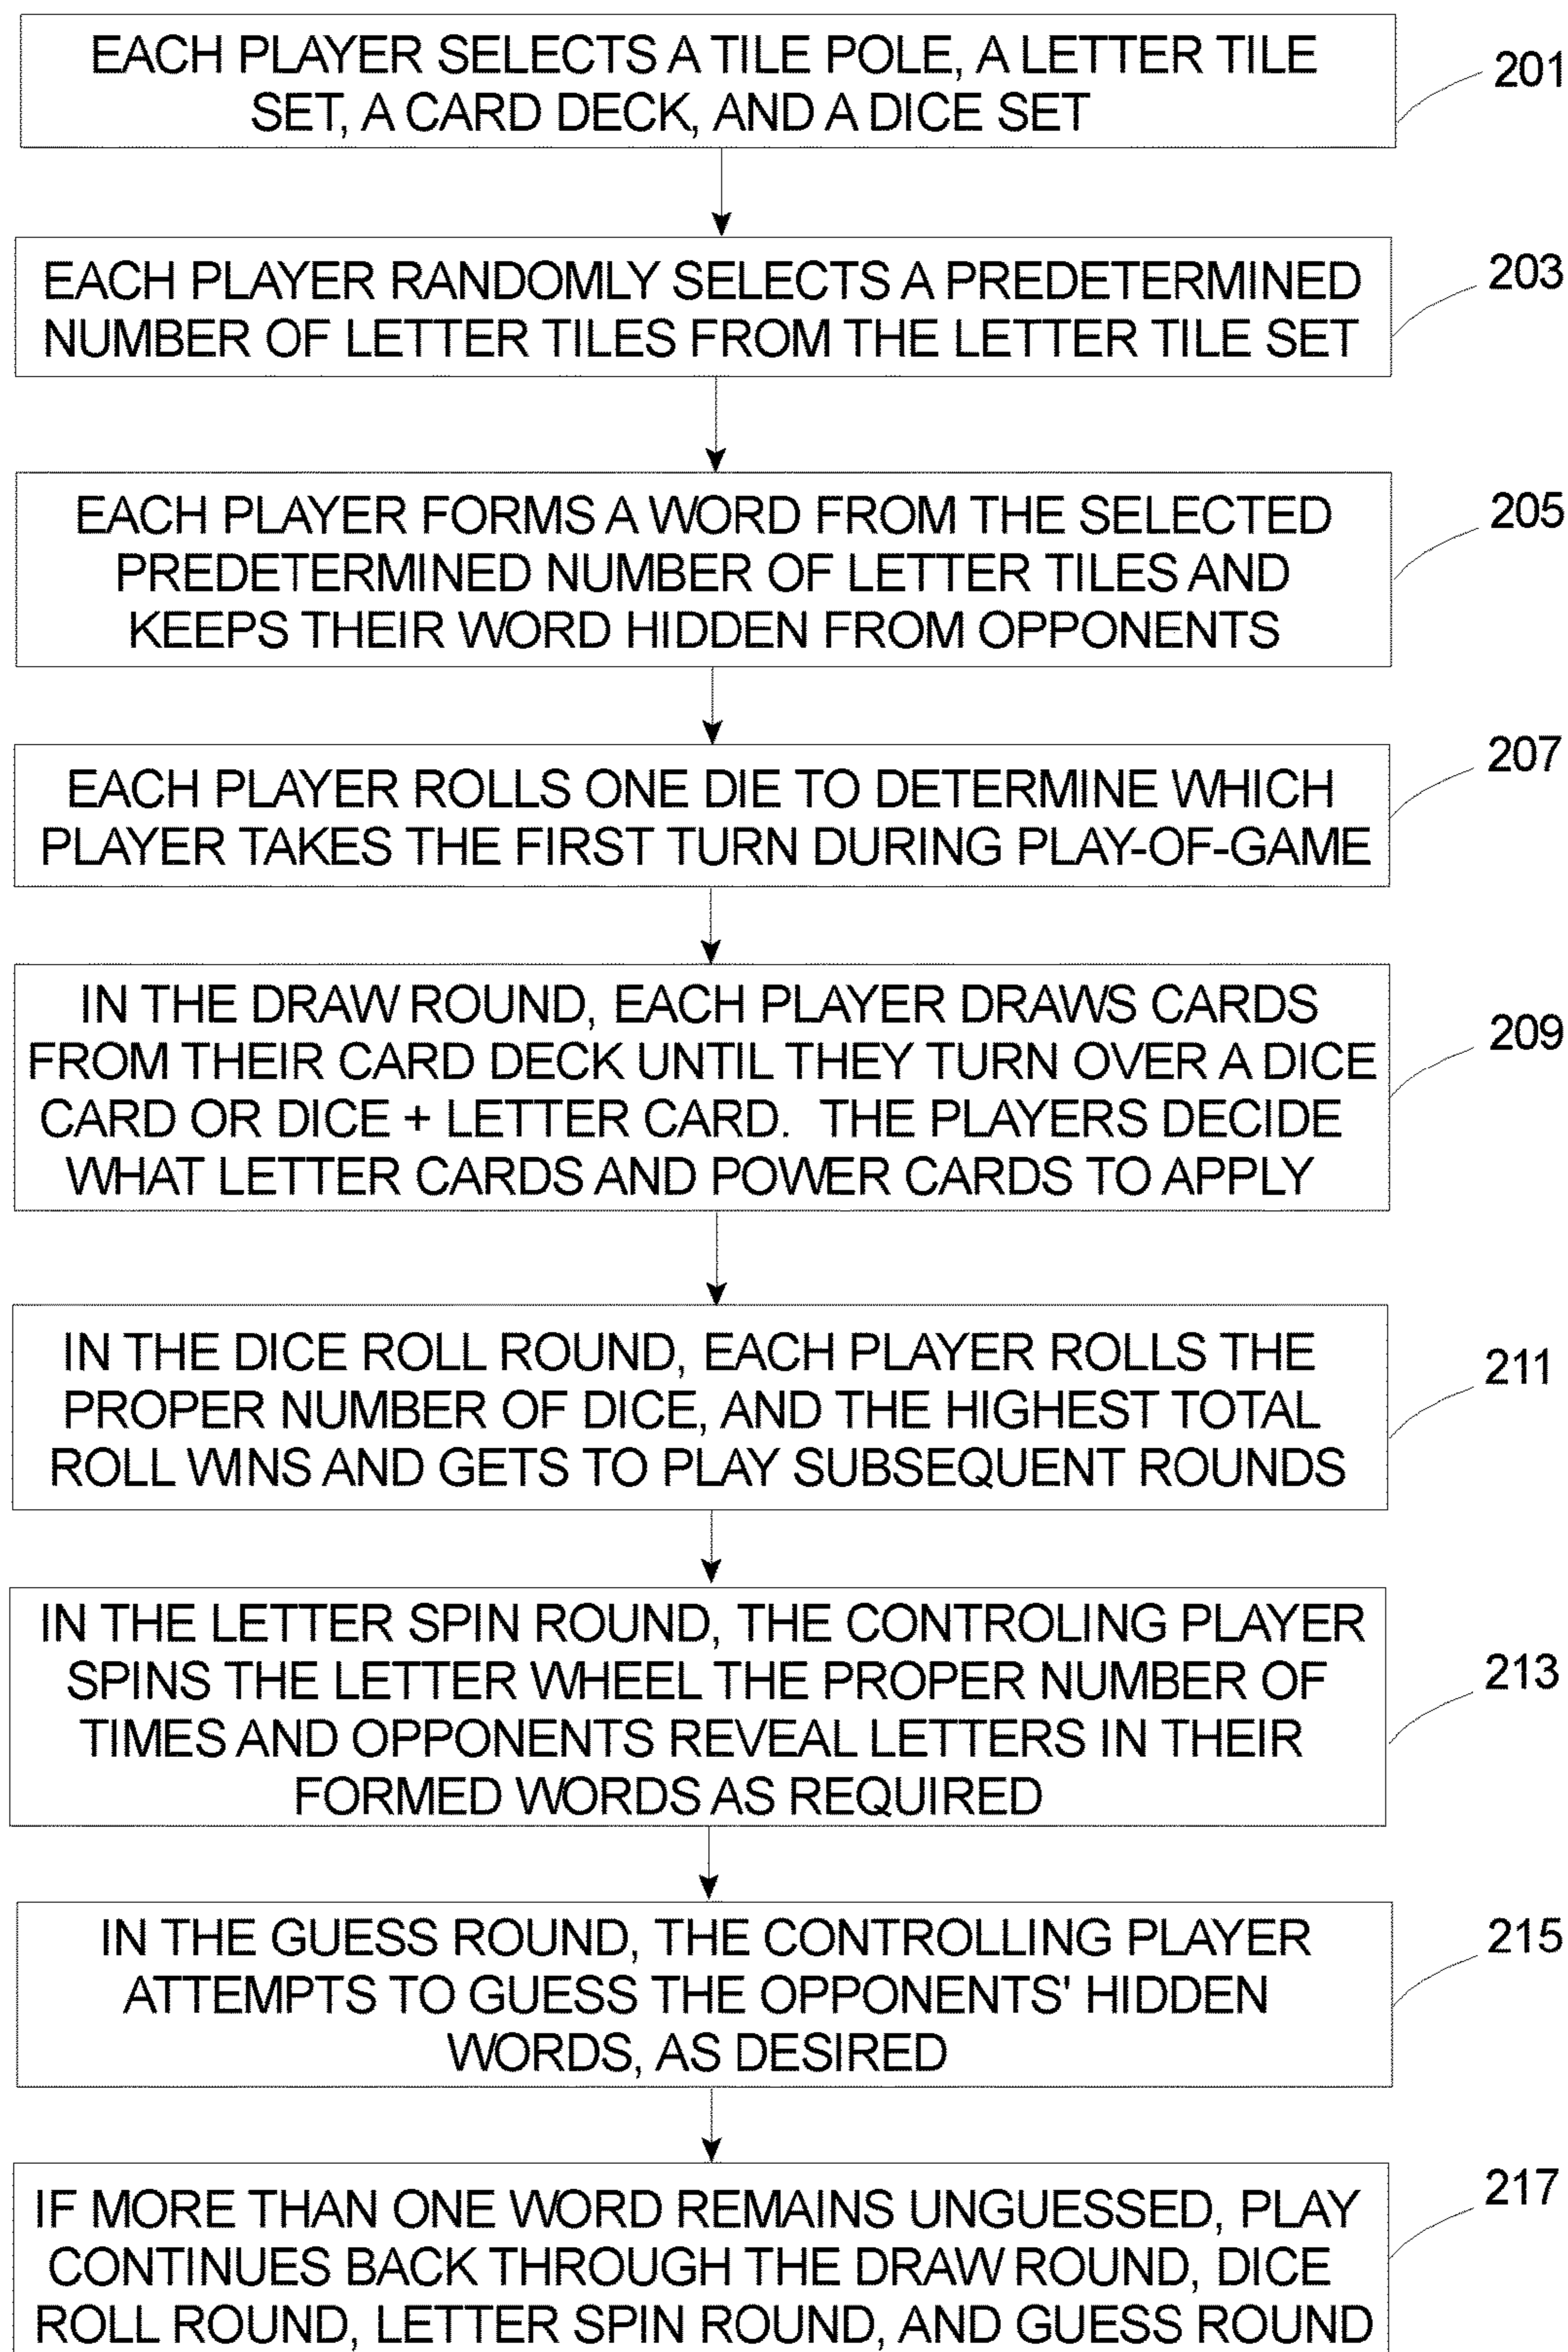 EACH PLAYER SELECTS A TILE POLE, A LETTER TILE
SET, A CARD DECK, AND A DICE SET
201
EACH PLAYER RANDOMLY SELECTS A PREDETERMINED
NUMBER OF LETTER TILES FROM THE LETTER TILE SET
203
EACH PLAYER FORMS A WORD FROM THE SELECTED
PREDETERMINED NUMBER OF LETTER TILES AND
KEEPS THEIR WORD HIDDEN FROM OPPONENTS
205
EACH PLAYER ROLLS ONE DIE TO DETERMINE WHICH
PLAYER TAKES THE FIRST TURN DURING PLAY-OF-GAME
207
IN THE DRAW ROUND, EACH PLAYER DRAWS CARDS
FROM THEIR CARD DECK UNTIL THEY TURN OVER A DICE
CARD OR DICE + LETTER CARD. THE PLAYERS DECIDE
WHAT LETTER CARDS AND POWER CARDS TO APPLY
209
IN THE DICE ROLL ROUND, EACH PLAYER ROLLS THE
PROPER NUMBER OF DICE, AND THE HIGHEST TOTAL
ROLL WINS AND GETS TO PLAY SUBSEQUENT ROUNDS
211
IN THE LETTER SPIN ROUND, THE CONTROLING PLAYER
SPINS THE LETTER WHEEL THE PROPER NUMBER OF
TIMES AND OPPONENTS REVEAL LETTERS IN THEIR
FORMED WORDS AS REQUIRED
213
IN THE GUESS ROUND, THE CONTROLLING PLAYER
ATTEMPTS TO GUESS THE OPPONENTS' HIDDEN
WORDS, AS DESIRED
215
IF MORE THAN ONE WORD REMAINS UNGUESSED, PLAY
CONTINUES BACK THROUGH THE DRAW ROUND, DICE
ROLL ROUND, LETTER SPIN ROUND, AND GUESS ROUND
217